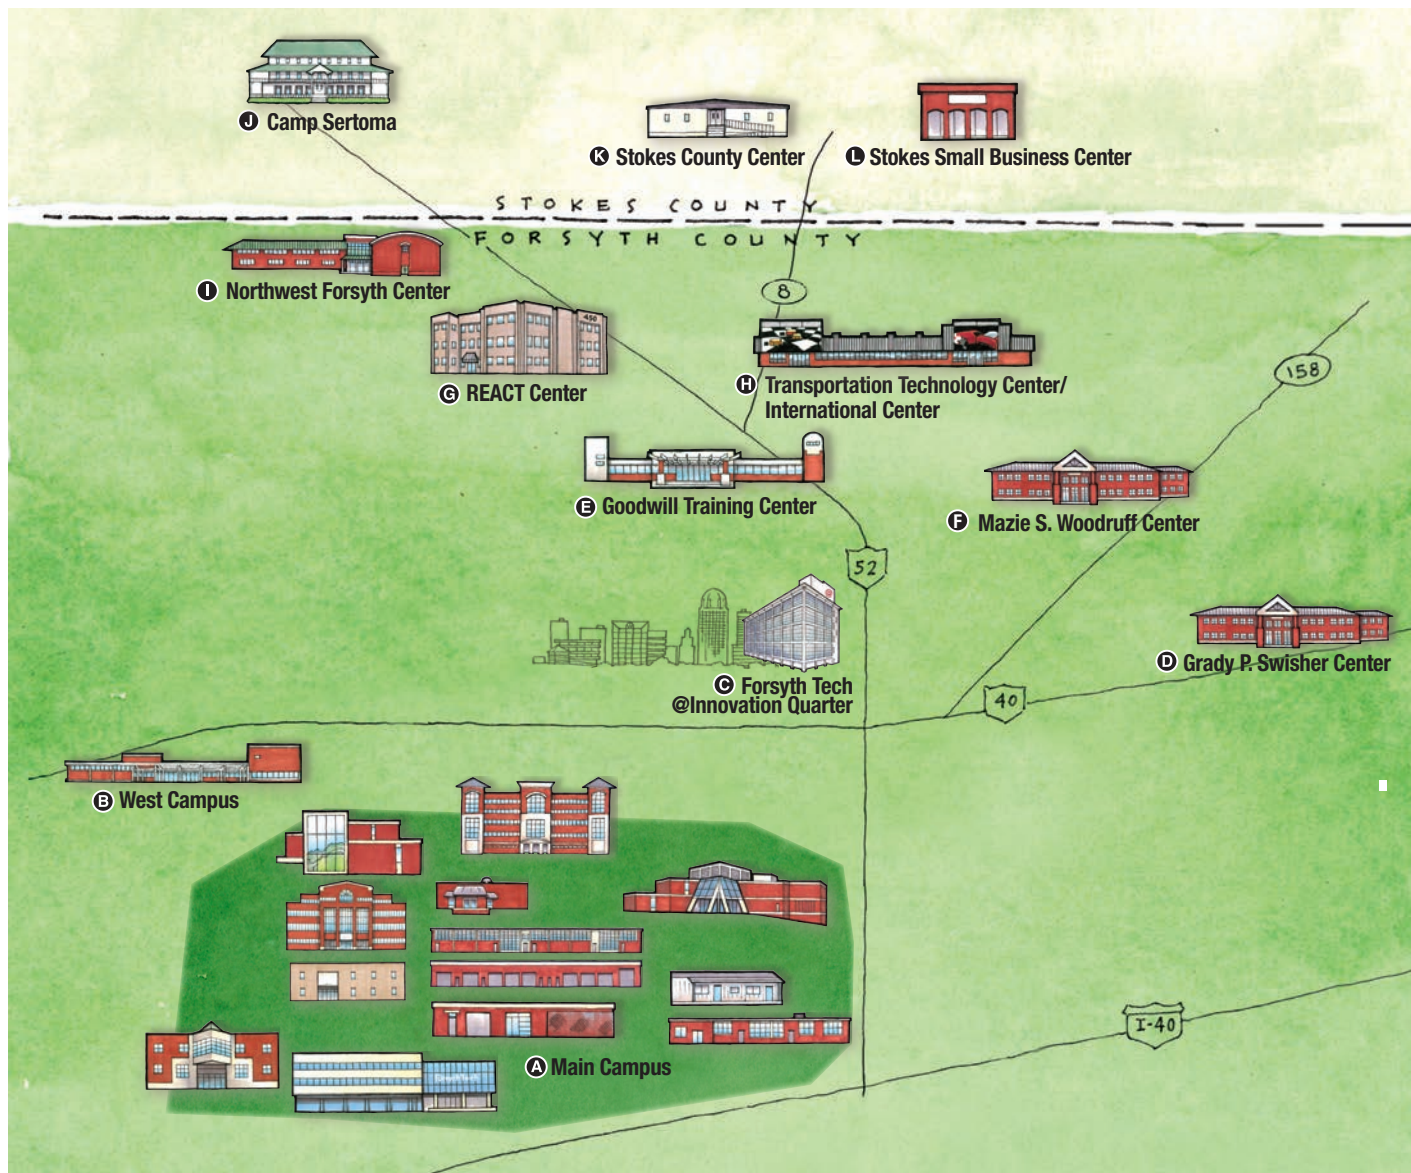 J Camp Sertoma
K Stokes County Center
L Stokes Small Business Center
STOKES COUNTY
FORSYTH COUNTY
I Northwest Forsyth Center
8
450
G REACT Center
H Transportation Technology Center/
International Center
158
E Goodwill Training Center
F Mazie S. Woodruff Center
52
D Grady P. Swisher Center
C Forsyth Tech
@Innovation Quarter
40
B West Campus
I-40
A Main Campus